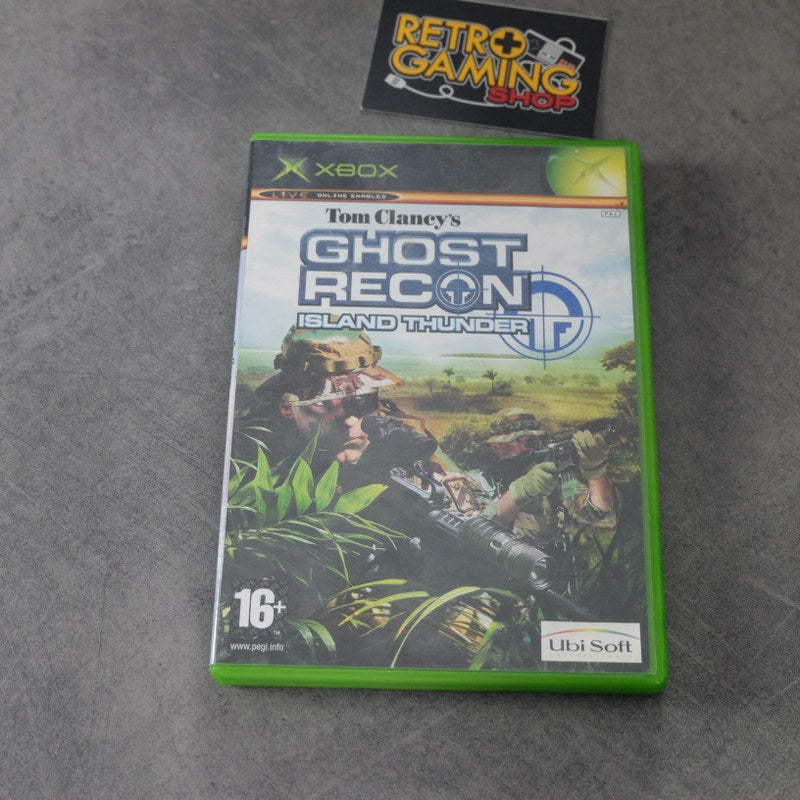 RETRO
GAMING
SHOP
XBOX
LIVE ONLINE ENABLED
PAL
Tom Clancy's
GHOST
RECON
ISLAND THUNDER
16+
www.pegi.info
Ubi Soft